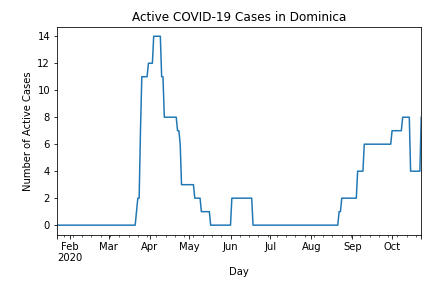 Active COVID-19 Cases in Dominica
Number of Active Cases
14
12
10
8
6
4
2
0
Feb Mar Apr May Jun Jul Aug Sep Oct
2020
Day